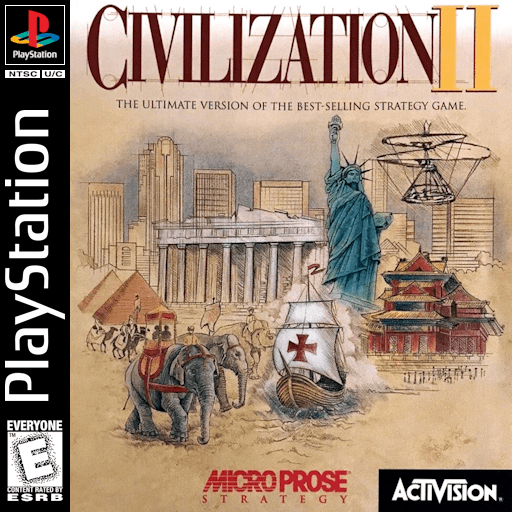 PlayStation
NTSC U/C
PlayStation
EVERYONE
E
CONTENT RATED BY
ESRB
CIVILIZATION II
THE ULTIMATE VERSION OF THE BEST-SELLING STRATEGY GAME.
MICROPROSE
STRATEGY
ACTIVISION.